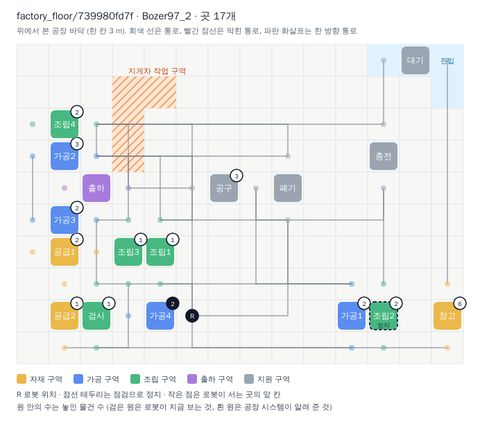 factory_floor/739980fd7f · Bozer97_2 · 곳 17개
위에서 본 공장 바닥 (한 칸 3 m). 회색 선은 통로, 빨간 점선은 막힌 통로, 파란 화살표는 한 방향 통로
대기
지게차 작업 구역
2
조립4
3
가공2
충전
출하
3
공구
폐기
2
가공3
2
공급1
1
조립3
1
조립1
1
공급2
1
검사
2
가공4
R
2
가공1
2
조립2
정지
6
창고
자재 구역
가공 구역
조립 구역
출하 구역
지원 구역
R 로봇 위치 · 점선 테두리는 점검으로 정지 · 작은 점은 로봇이 서는 곳의 앞 칸
원 안의 수는 놓인 물건 수 (검은 원은 로봇이 지금 보는 것, 흰 원은 공장 시스템이 알려 준 것)